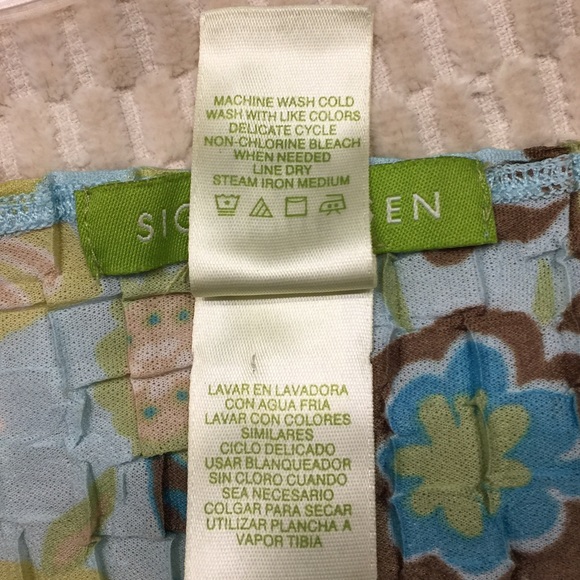 MACHINE WASH COLD
WASH WITH LIKE COLORS
DELICATE CYCLE
NON-CHLORINE BLEACH
WHEN NEEDED
LINE DRY
STEAM IRON MEDIUM
LAVAR EN LAVADORA
CON AGUA FRIA
LAVAR CON COLORES
SIMILARES
CICLO DELICADO
USAR BLANQUEADOR
SIN CLORO CUANDO
SEA NECESARIO
COLGAR PARA SECAR
UTILIZAR PLANCHA A
VAPOR TIBIA